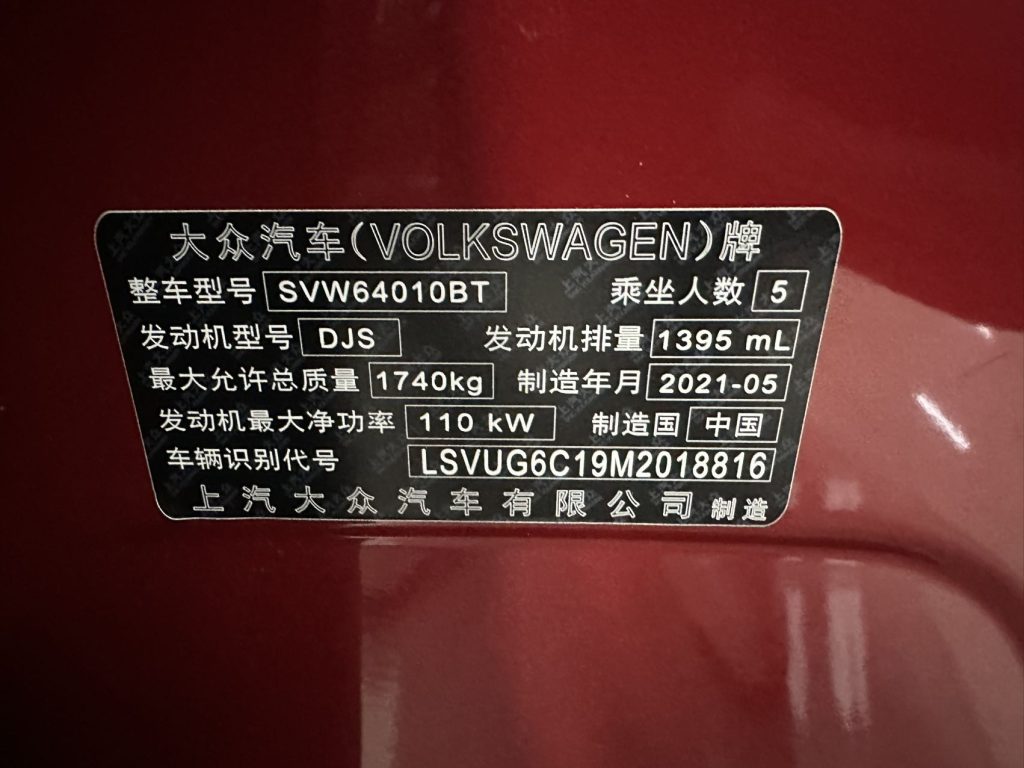 大众汽车(VOLKSWAGEN)牌
整车型号 SVW64010BT 乘坐人数 5
发动机型号 DJS 发动机排量 1395 mL
最大允许总质量 1740kg 制造年月 2021-05
发动机最大净功率 110 kW 制造国 中国
车辆识别代号 LSVUG6C19M2018816
上汽大众汽车有限公司 制造